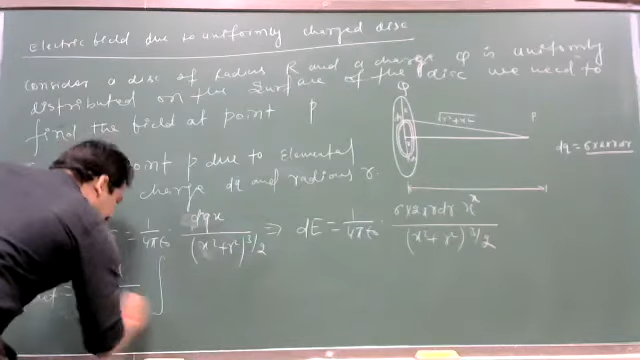 Electric field due to uniformly charged disc
Consider a disc of Radius R and a charge Q is uniformly
distributed on the surface of the disc we need to
find the field at point P
point p due to elemental
charge dq and radius r.
Q
√r²+x²
P
dq = σ×2πrdr
x
= 1/4πε₀ · dqx/(x²+r²)^3/2 ⇒ dE = 1/4πε₀ · σ×2πrdr x/(x²+r²)^3/2
∫